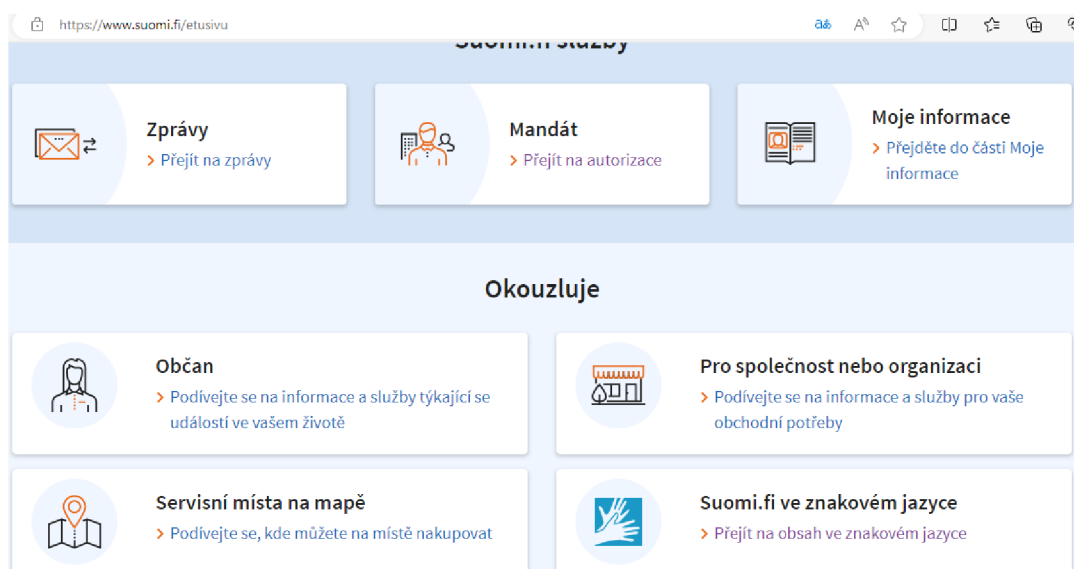 https://www.suomi.fi/etusivu
Suomi.fi služby
Zprávy
Přejít na zprávy
Mandát
Přejít na autorizace
Moje informace
Přejděte do části Moje
informace
Okouzluje
Občan
Podívejte se na informace a služby týkající se
událostí ve vašem životě
Pro společnost nebo organizaci
Podívejte se na informace a služby pro vaše
obchodní potřeby
Servisní místa na mapě
Podívejte se, kde můžete na místě nakupovat
Suomi.fi ve znakovém jazyce
Přejít na obsah ve znakovém jazyce